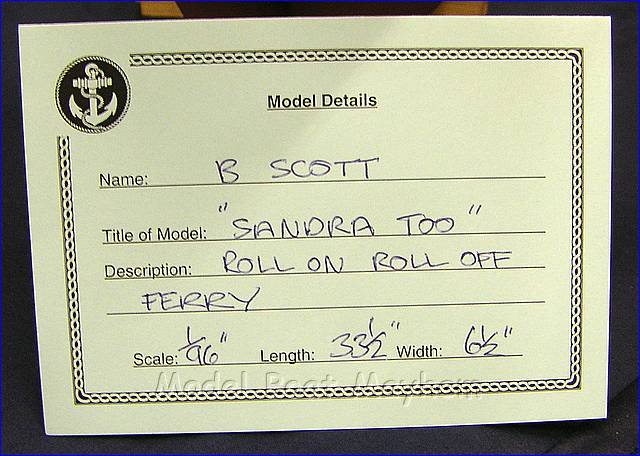 Model Details
Name: B SCOTT
Title of Model: "SANDRA TOO"
Description: ROLL ON ROLL OFF
FERRY
Scale: 1/96" Length: 33½" Width: 6½"
Model Boat Mayhem